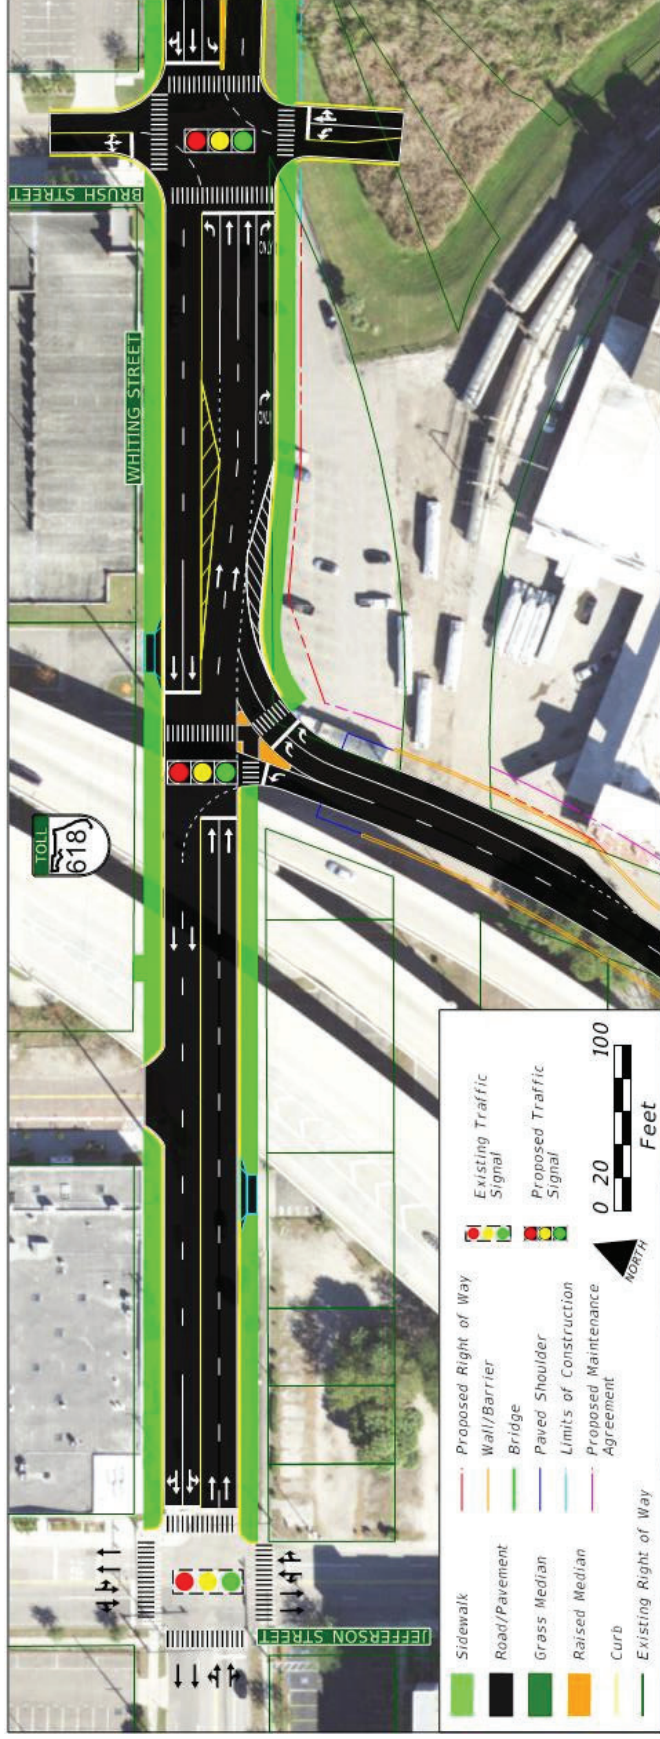 BRUSH STREET
WHITING STREET
ONLY
ONLY
TOLL
618
JEFFERSON STREET
Sidewalk
Road/Pavement
Grass Median
Raised Median
Curb
Existing Right of Way
Proposed Right of Way
Wall/Barrier
Bridge
Paved Shoulder
Limits of Construction
Proposed Maintenance
Agreement
Existing Traffic
Signal
Proposed Traffic
Signal
NORTH
0 20 100
Feet